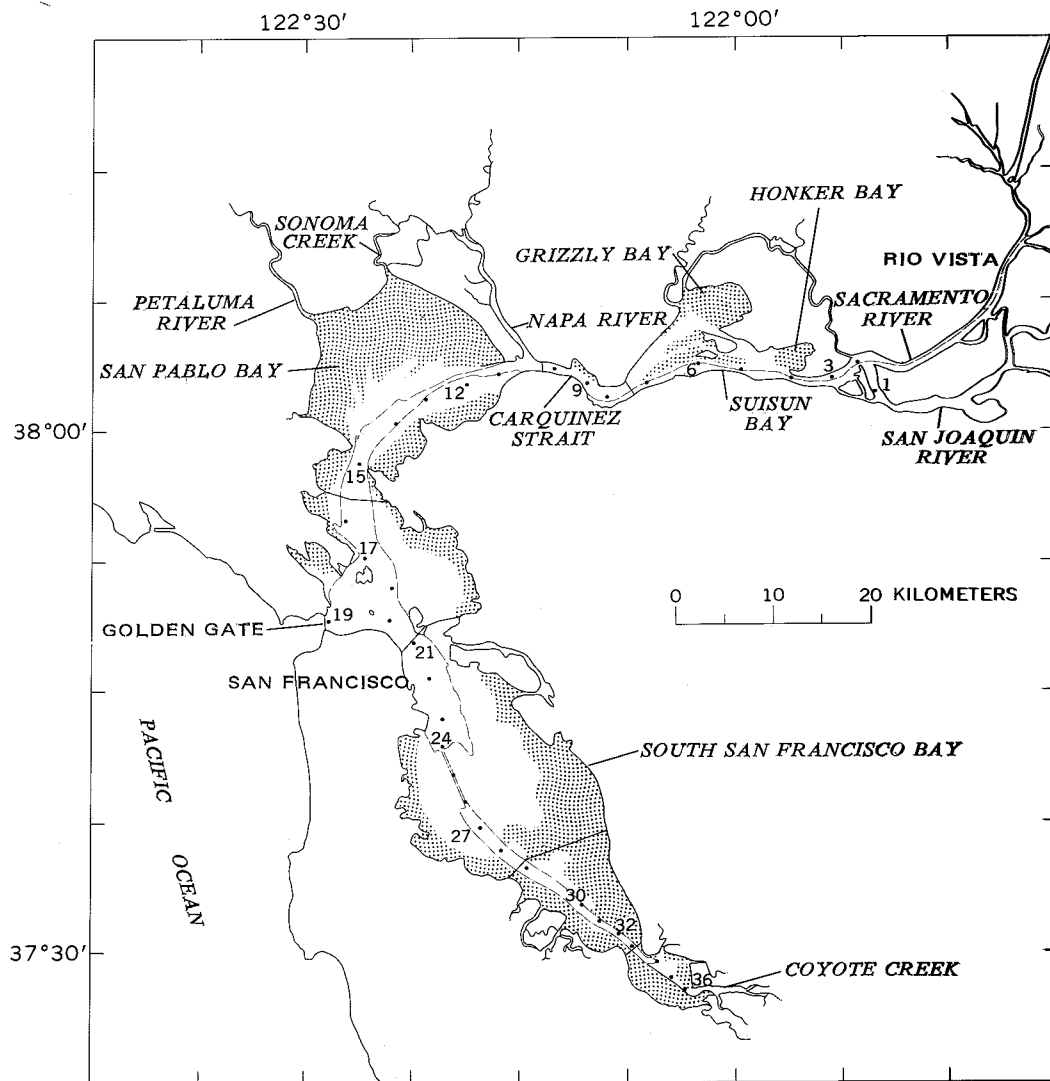 122°30'
122°00'
HONKER BAY
SONOMA
CREEK
GRIZZLY BAY
RIO VISTA
PETALUMA
RIVER
NAPA RIVER
SACRAMENTO
RIVER
SAN PABLO BAY
12
9
6
3
1
CARQUINEZ
STRAIT
SUISUN
BAY
38°00'
SAN JOAQUIN
RIVER
15
17
0 10 20 KILOMETERS
19
GOLDEN GATE
21
SAN FRANCISCO
24
SOUTH SAN FRANCISCO BAY
PACIFIC
OCEAN
27
30
32
37°30'
36
COYOTE CREEK